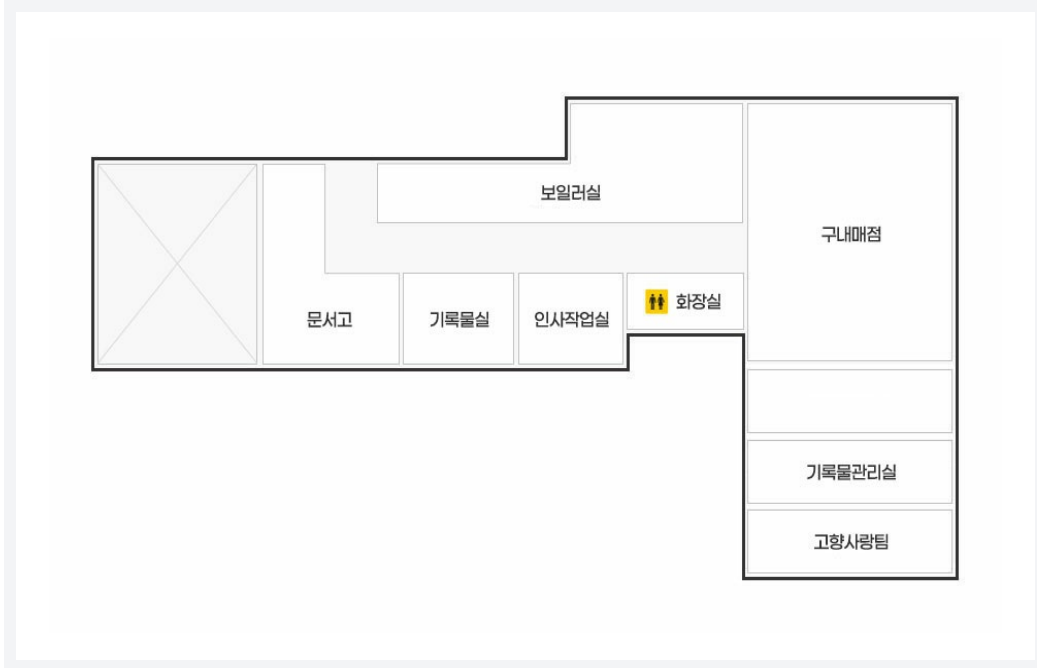 보일러실
구내매점
문서고
기록물실
인사작업실
화장실
기록물관리실
고향사랑팀